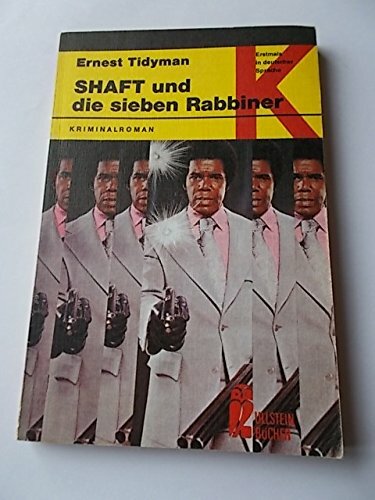 Ernest Tidyman
SHAFT und
die sieben Rabbiner
KRIMINALROMAN
K
Erstmals
in deutscher
Sprache
ULLSTEIN
BÜCHER